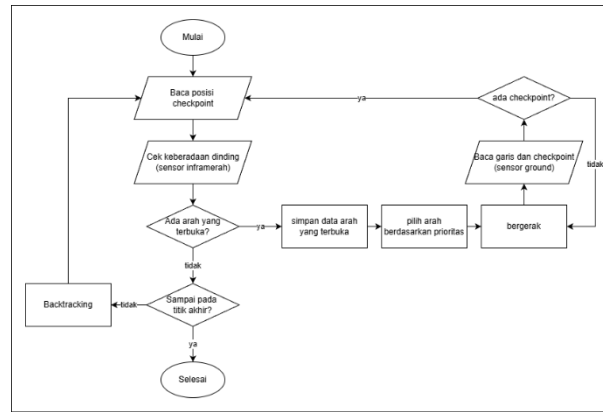 Mulai
Baca posisi
checkpoint
Cek keberadaan dinding
(sensor inframerah)
Ada arah yang
terbuka?
ya
simpan data arah
yang terbuka
pilih arah
berdasarkan prioritas
bergerak
Baca garis dan checkpoint
(sensor ground)
ada checkpoint?
ya
tidak
tidak
Sampai pada
titik akhir?
tidak
Backtracking
ya
Selesai